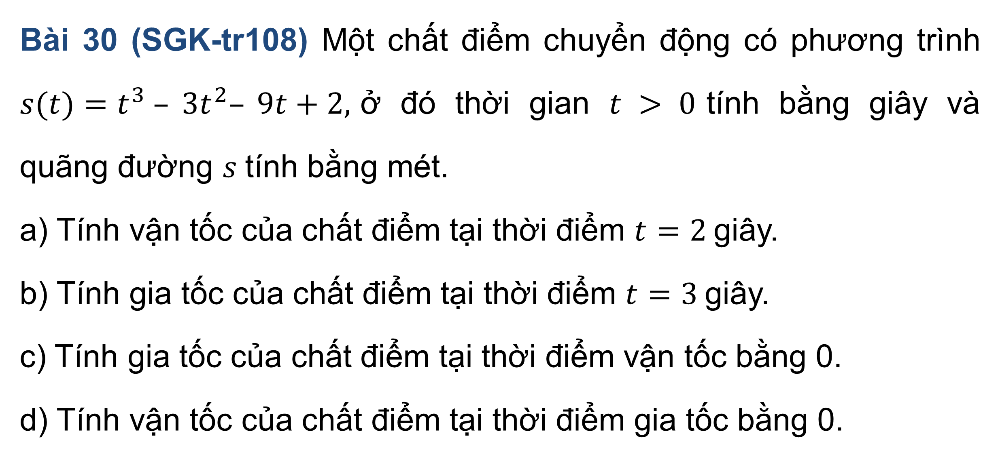 Bài 30 (SGK-tr108) Một chất điểm chuyển động có phương trình
s(t) = t³ – 3t² – 9t + 2, ở đó thời gian t > 0 tính bằng giây và
quãng đường s tính bằng mét.
a) Tính vận tốc của chất điểm tại thời điểm t = 2 giây.
b) Tính gia tốc của chất điểm tại thời điểm t = 3 giây.
c) Tính gia tốc của chất điểm tại thời điểm vận tốc bằng 0.
d) Tính vận tốc của chất điểm tại thời điểm gia tốc bằng 0.